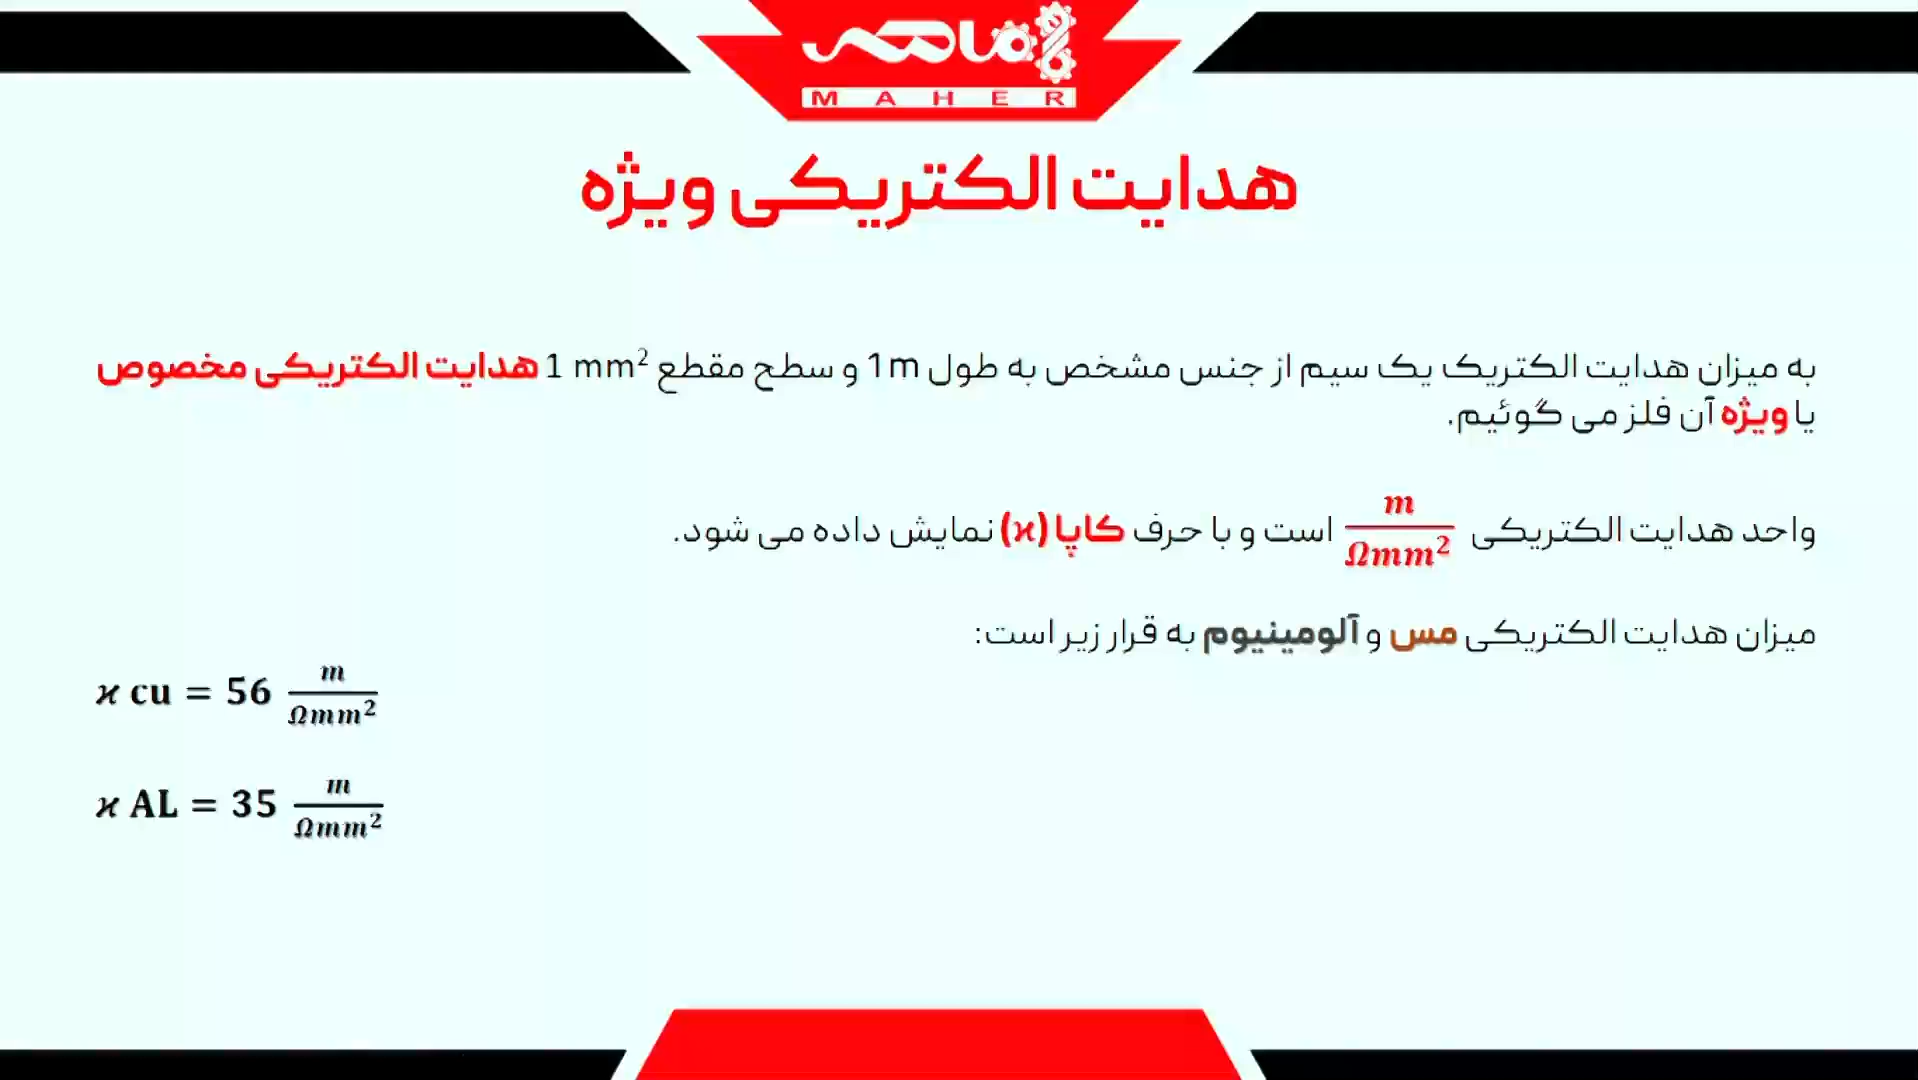 ماهر
MAHER
هدایت الکتریکی ویژه
به میزان هدایت الکتریک یک سیم از جنس مشخص به طول 1m و سطح مقطع 1 mm² هدایت الکتریکی مخصوص
یا ویژه آن فلز می گوئیم.
واحد هدایت الکتریکی m/Ωmm² است و با حرف کاپا (ϰ) نمایش داده می شود.
میزان هدایت الکتریکی مس و آلومینیوم به قرار زیر است:
ϰ cu = 56 m/Ωmm²
ϰ AL = 35 m/Ωmm²